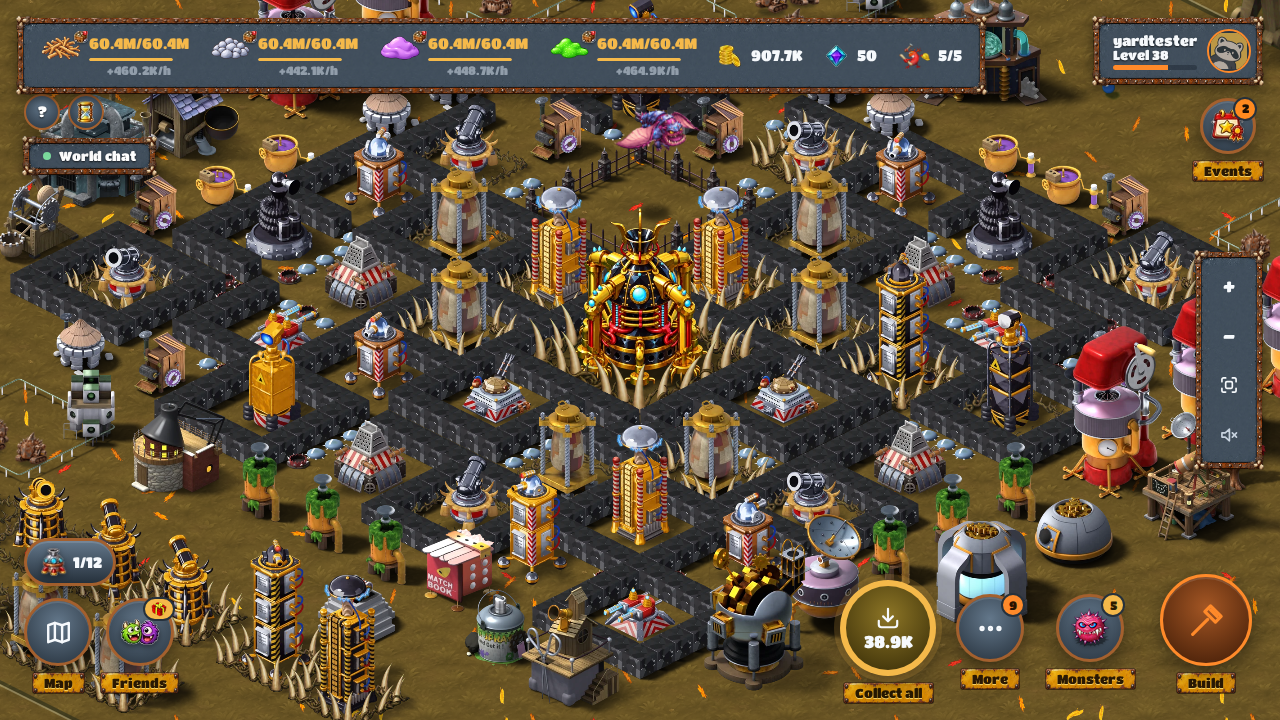 60.4M/60.4M
+460.2K/h
60.4M/60.4M
+442.1K/h
60.4M/60.4M
+448.7K/h
60.4M/60.4M
+464.9K/h
907.7K
50
5/5
yardtester
Level 38
?
World chat
2
Events
+
-
MATCH
BOOK
1/12
Map
Friends
38.9K
Collect all
9
More
5
Monsters
Build